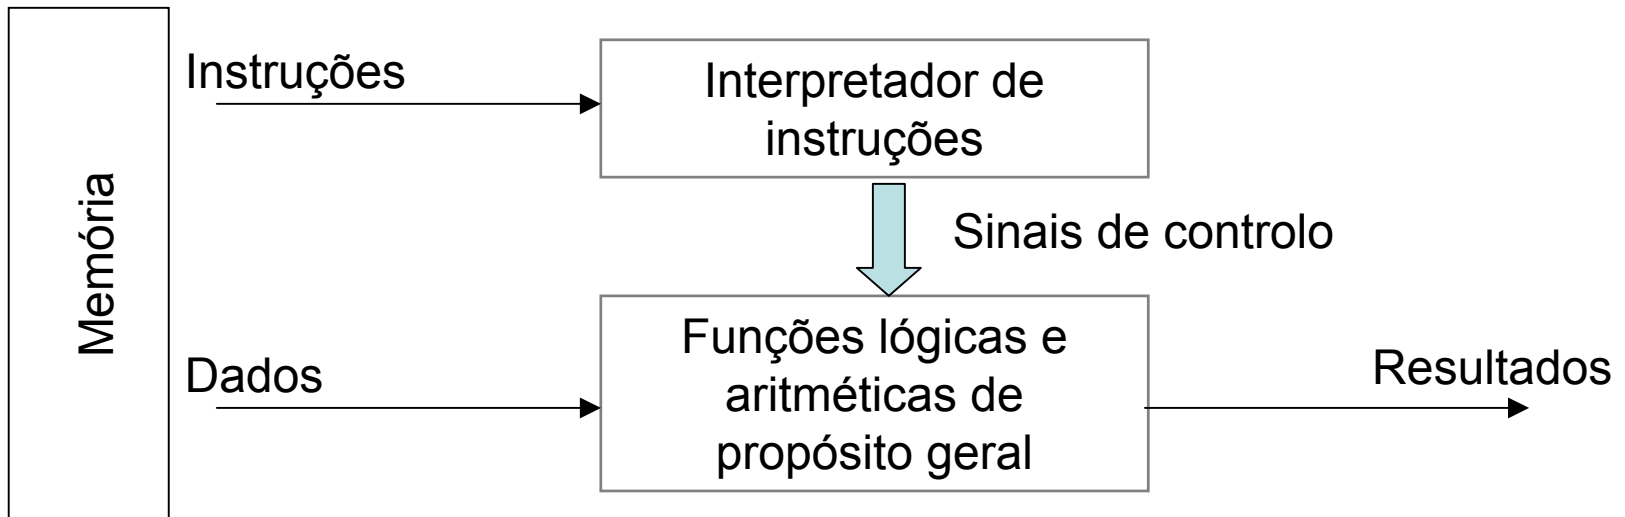 Memória
Instruções
Interpretador de
instruções
Sinais de controlo
Dados
Funções lógicas e
aritméticas de
propósito geral
Resultados